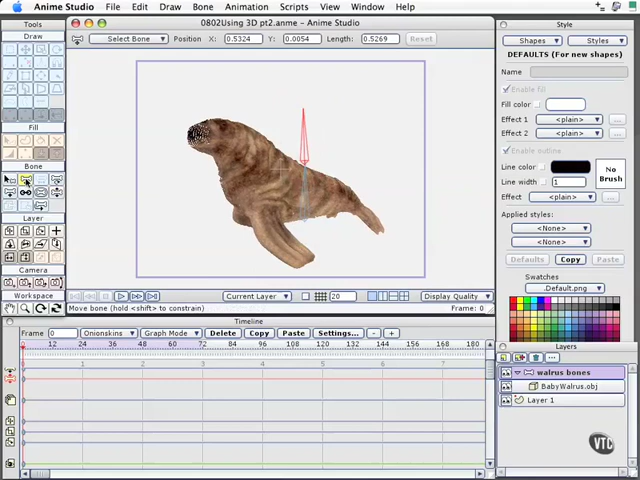 Anime Studio File Edit Draw Bone Animation Scripts Window Help
Tools
0802Using 3D pt2.anme - Anime Studio
Style
Draw
Select Bone Position X: 0.5324 Y: 0.0054 Length: 0.5269 Reset
Shapes Styles
DEFAULTS (For new shapes)
Name
Enable fill
Fill color
Effect 1 <plain> ...
Fill
Effect 2 <plain> ...
Enable outline
Bone
Line color
No Brush
Line width 1
Effect <plain> ...
Applied styles:
Layer
<None>
<None>
Defaults Copy Paste
Camera
Swatches
.Default.png
Workspace
Current Layer 20 Display Quality
Move bone (hold <shift> to constrain) Frame: 0
Timeline
Frame 0 Onionskins Graph Mode Delete Copy Paste Settings... - +
0 12 24 36 48 60 72 84 96 108 120 132 144 156 168 180
Layers
1 2 3 4 5 6 7
walrus bones
BabyWalrus.obj
Layer 1
VTC